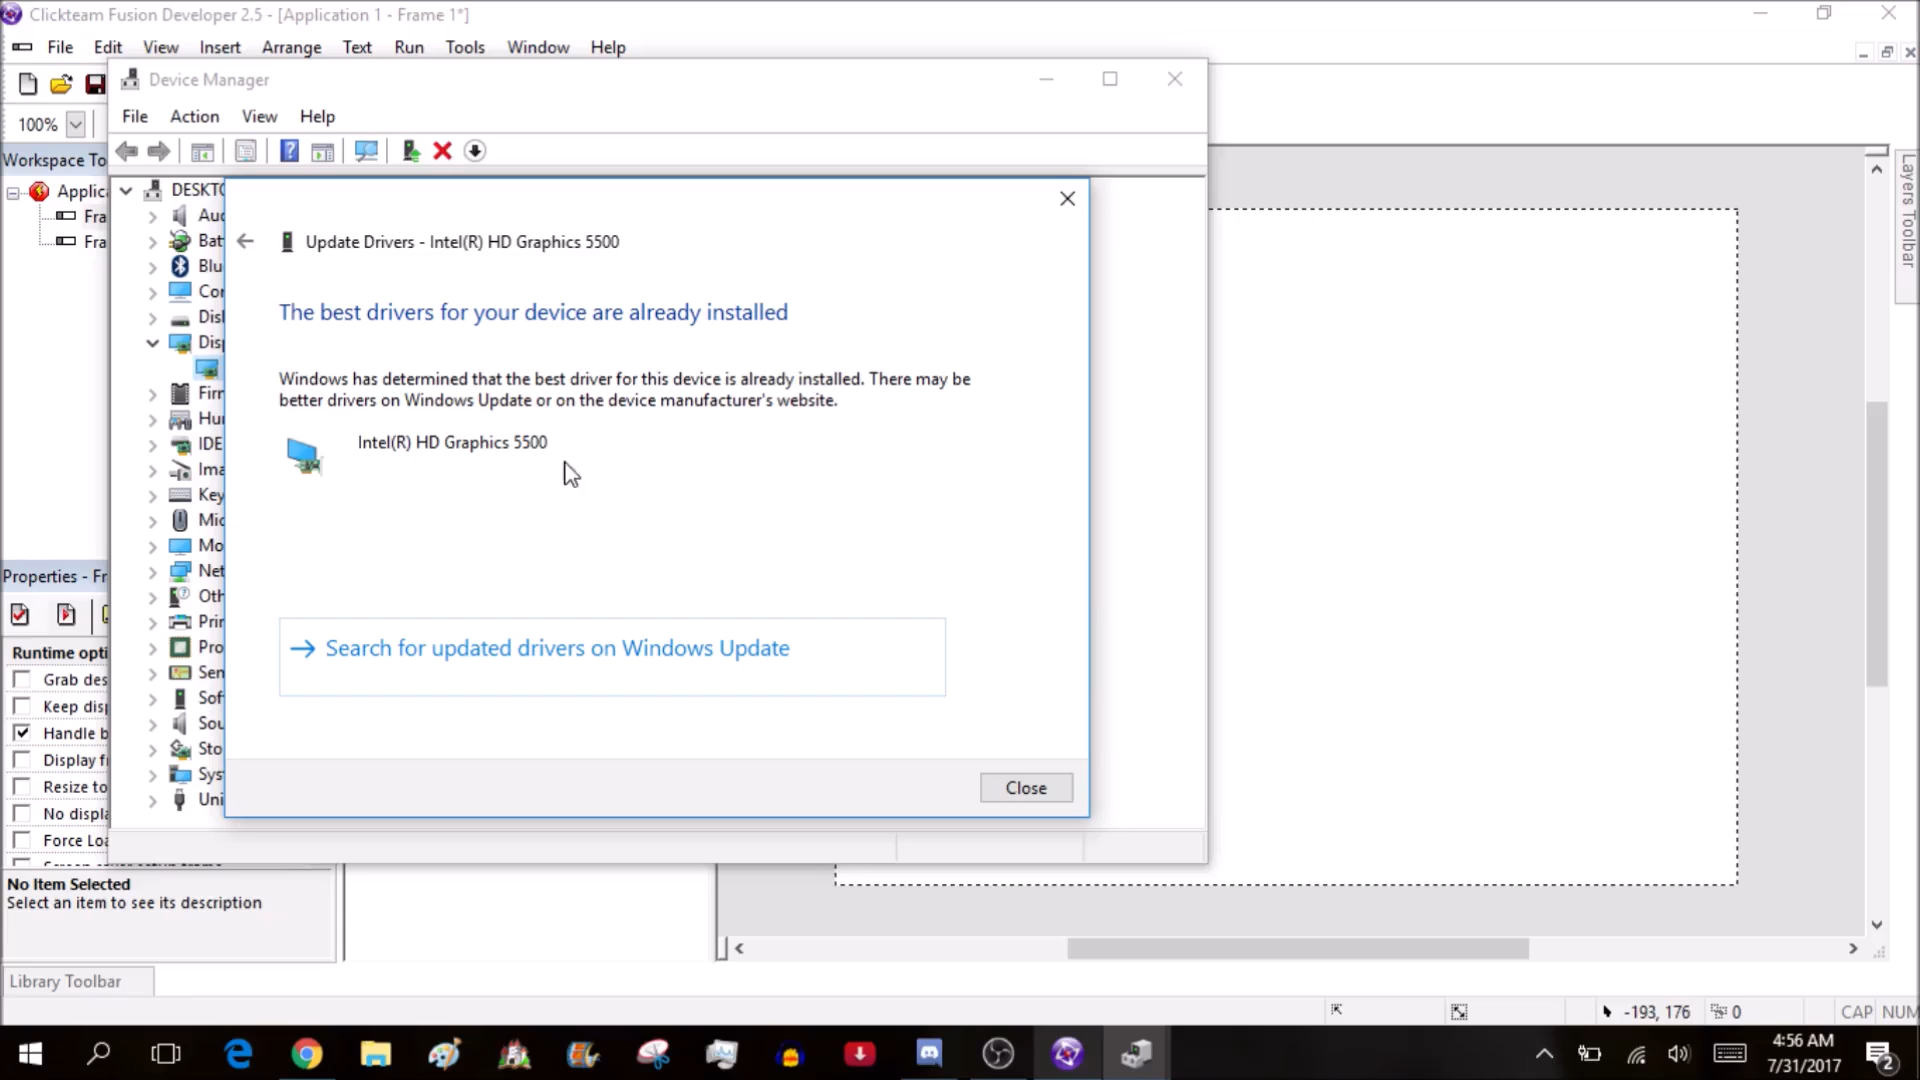 Clickteam Fusion Developer 2.5 - [Application 1 - Frame 1*]
File Edit View Insert Arrange Text Run Tools Window Help
Device Manager
File Action View Help
100%
Workspace To
Applica
Fra
Fra
DESKTO
Aud
Bat
Blu
Cor
Disl
Disp
Firn
Hur
IDE
Ima
Key
Mic
Mo
Net
Oth
Prin
Pro
Sen
Sof
Sou
Sto
Sys
Uni
Update Drivers - Intel(R) HD Graphics 5500
The best drivers for your device are already installed
Windows has determined that the best driver for this device is already installed. There may be
better drivers on Windows Update or on the device manufacturer's website.
Intel(R) HD Graphics 5500
Search for updated drivers on Windows Update
Close
Layers Toolbar
Properties - Fr
Runtime opti
Grab des
Keep disp
Handle b
Display fi
Resize to
No displa
Force Loa
No Item Selected
Select an item to see its description
Library Toolbar
-193, 176
0
CAP NUM
4:56 AM
7/31/2017
2